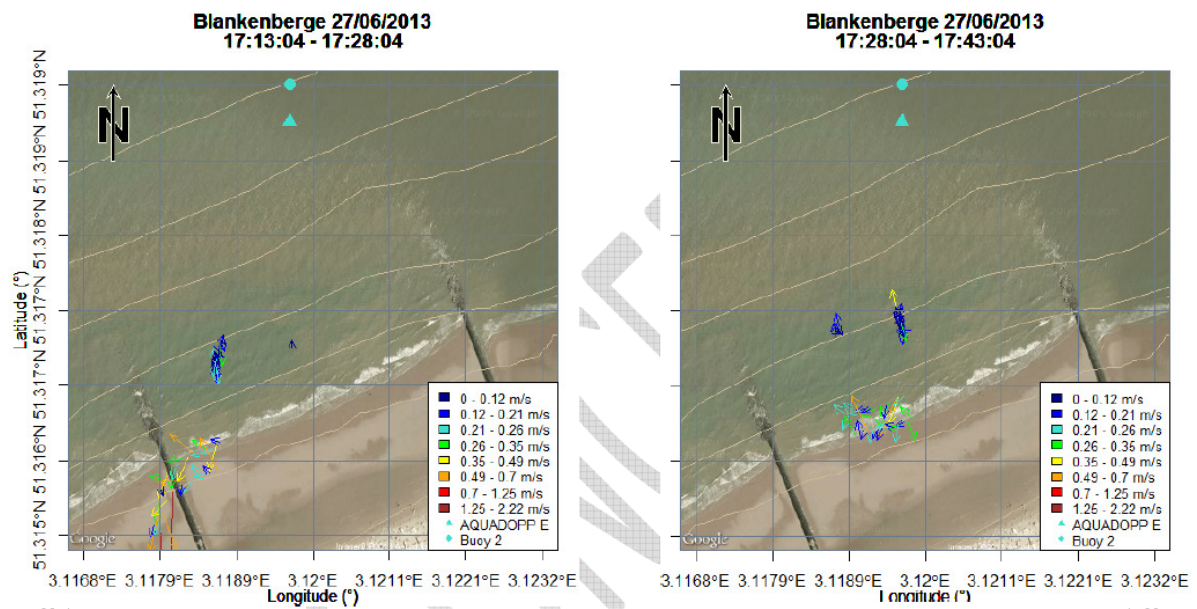 Blankenberge 27/06/2013
17:13:04 - 17:28:04
N
Latitude (°)
51.315°N 51.316°N 51.317°N 51.317°N 51.318°N 51.319°N 51.319°N
0 - 0.12 m/s
0.12 - 0.21 m/s
0.21 - 0.26 m/s
0.26 - 0.35 m/s
0.35 - 0.49 m/s
0.49 - 0.7 m/s
0.7 - 1.25 m/s
1.25 - 2.22 m/s
AQUADOPP E
Buoy 2
Google
3.1168°E 3.1179°E 3.1189°E 3.12°E 3.1211°E 3.1221°E 3.1232°E
Longitude (°)
Blankenberge 27/06/2013
17:28:04 - 17:43:04
N
0 - 0.12 m/s
0.12 - 0.21 m/s
0.21 - 0.26 m/s
0.26 - 0.35 m/s
0.35 - 0.49 m/s
0.49 - 0.7 m/s
0.7 - 1.25 m/s
1.25 - 2.22 m/s
AQUADOPP E
Buoy 2
Google
3.1168°E 3.1179°E 3.1189°E 3.12°E 3.1211°E 3.1221°E 3.1232°E
Longitude (°)